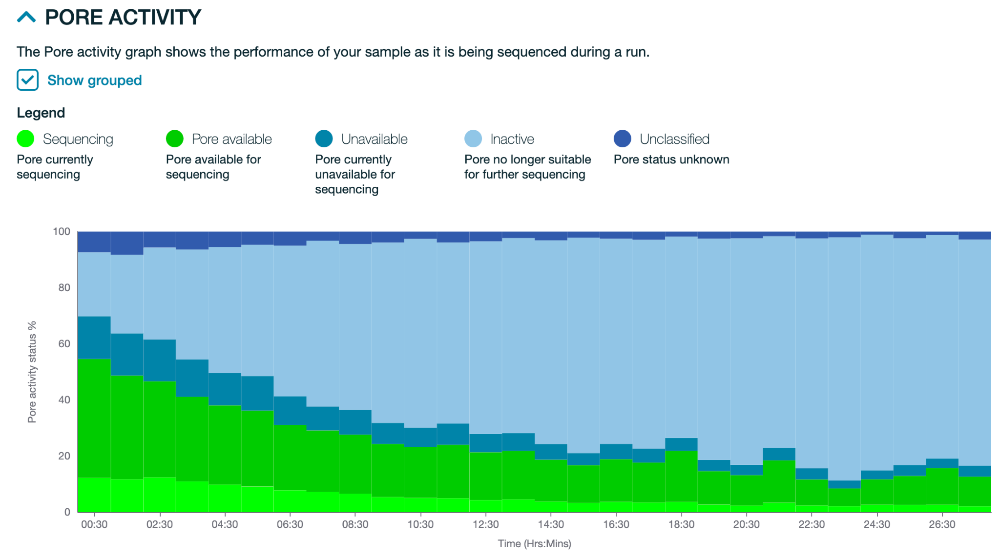 PORE ACTIVITY
The Pore activity graph shows the performance of your sample as it is being sequenced during a run.
Show grouped
Legend
Sequencing
Pore currently
sequencing
Pore available
Pore available for
sequencing
Unavailable
Pore currently
unavailable for
sequencing
Inactive
Pore no longer suitable
for further sequencing
Unclassified
Pore status unknown
Pore activity status %
100
80
60
40
20
0
00:30 02:30 04:30 06:30 08:30 10:30 12:30 14:30 16:30 18:30 20:30 22:30 24:30 26:30
Time (Hrs:Mins)